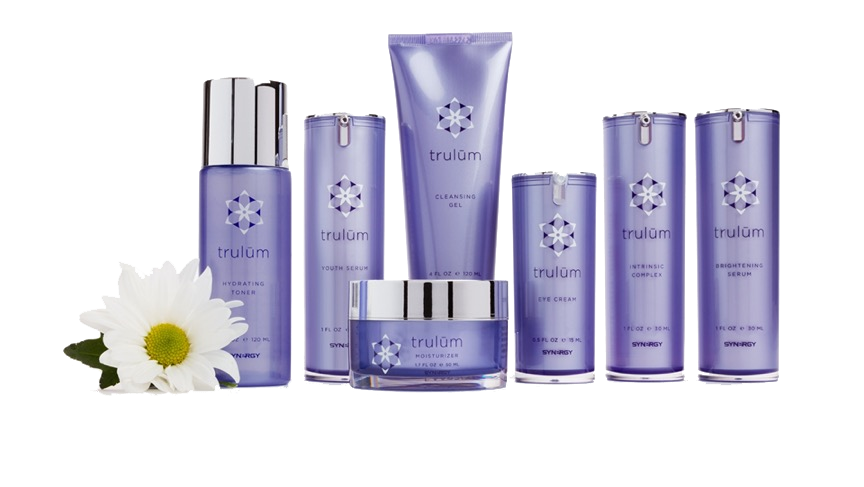 trulūm
HYDRATING
TONER
OZ ℮ 120 ML
SYNERGY
trulūm
YOUTH SERUM
1 FL OZ
trulūm
CLEANSING
GEL
4 FL OZ ℮ 120 ML
trulūm
MOISTURIZER
1.7 FL OZ ℮ 50 ML
trulūm
EYE CREAM
0.5 FL OZ ℮ 15 ML
SYNERGY
trulūm
INTRINSIC
COMPLEX
1 FL OZ ℮ 30 ML
SYNERGY
trulūm
BRIGHTENING
SERUM
1 FL OZ ℮ 30 ML
SYNERGY